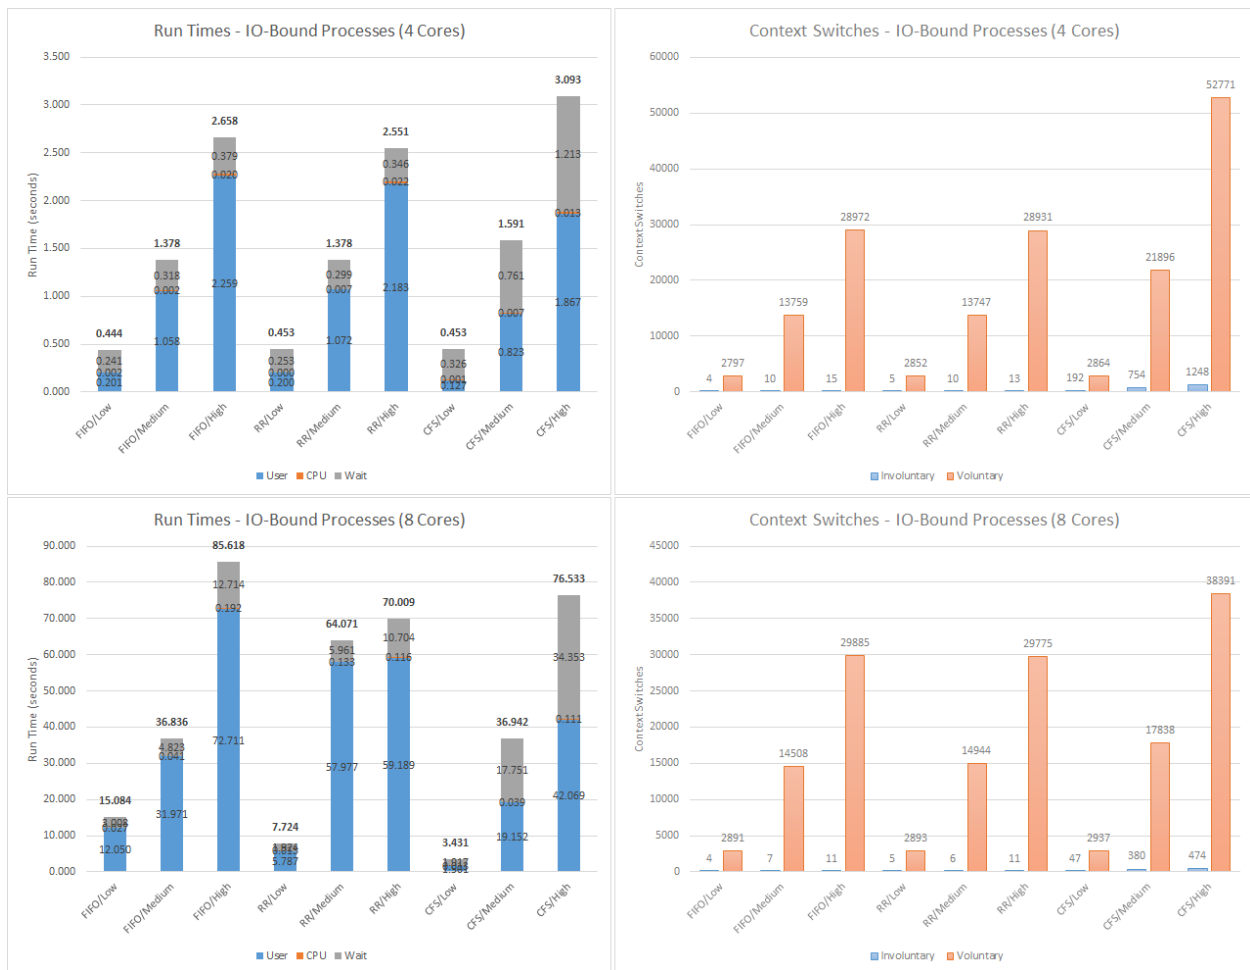 Run Times - IO-Bound Processes (4 Cores)
3.500
3.000
2.500
2.000
1.500
1.000
0.500
0.000
Run Time (seconds)
0.444
0.241
0.002
0.201
1.378
0.318
0.002
1.058
2.658
0.379
0.020
2.259
0.453
0.253
0.000
0.200
1.378
0.299
0.007
1.072
2.551
0.346
0.022
2.183
0.453
0.326
0.001
0.127
1.591
0.761
0.007
0.823
3.093
1.213
0.013
1.867
FIFO/Low
FIFO/Medium
FIFO/High
RR/Low
RR/Medium
RR/High
CFS/Low
CFS/Medium
CFS/High
User CPU Wait
Context Switches - IO-Bound Processes (4 Cores)
60000
50000
40000
30000
20000
10000
0
Context Switches
4 2797
10 13759
15 28972
5 2852
10 13747
13 28931
192 2864
754 21896
1248 52771
FIFO/Low
FIFO/Medium
FIFO/High
RR/Low
RR/Medium
RR/High
CFS/Low
CFS/Medium
CFS/High
Involuntary Voluntary
Run Times - IO-Bound Processes (8 Cores)
90.000
80.000
70.000
60.000
50.000
40.000
30.000
20.000
10.000
0.000
Run Time (seconds)
15.084
0.027
12.050
36.836
4.823
0.041
31.971
85.618
12.714
0.192
72.711
7.724
5.787
64.071
5.961
0.133
57.977
70.009
10.704
0.116
59.189
3.431
36.942
17.751
0.039
19.152
76.533
34.353
0.111
42.069
FIFO/Low
FIFO/Medium
FIFO/High
RR/Low
RR/Medium
RR/High
CFS/Low
CFS/Medium
CFS/High
User CPU Wait
Context Switches - IO-Bound Processes (8 Cores)
45000
40000
35000
30000
25000
20000
15000
10000
5000
0
Context Switches
4 2891
7 14508
11 29885
5 2893
6 14944
11 29775
47 2937
380 17838
474 38391
FIFO/Low
FIFO/Medium
FIFO/High
RR/Low
RR/Medium
RR/High
CFS/Low
CFS/Medium
CFS/High
Involuntary Voluntary